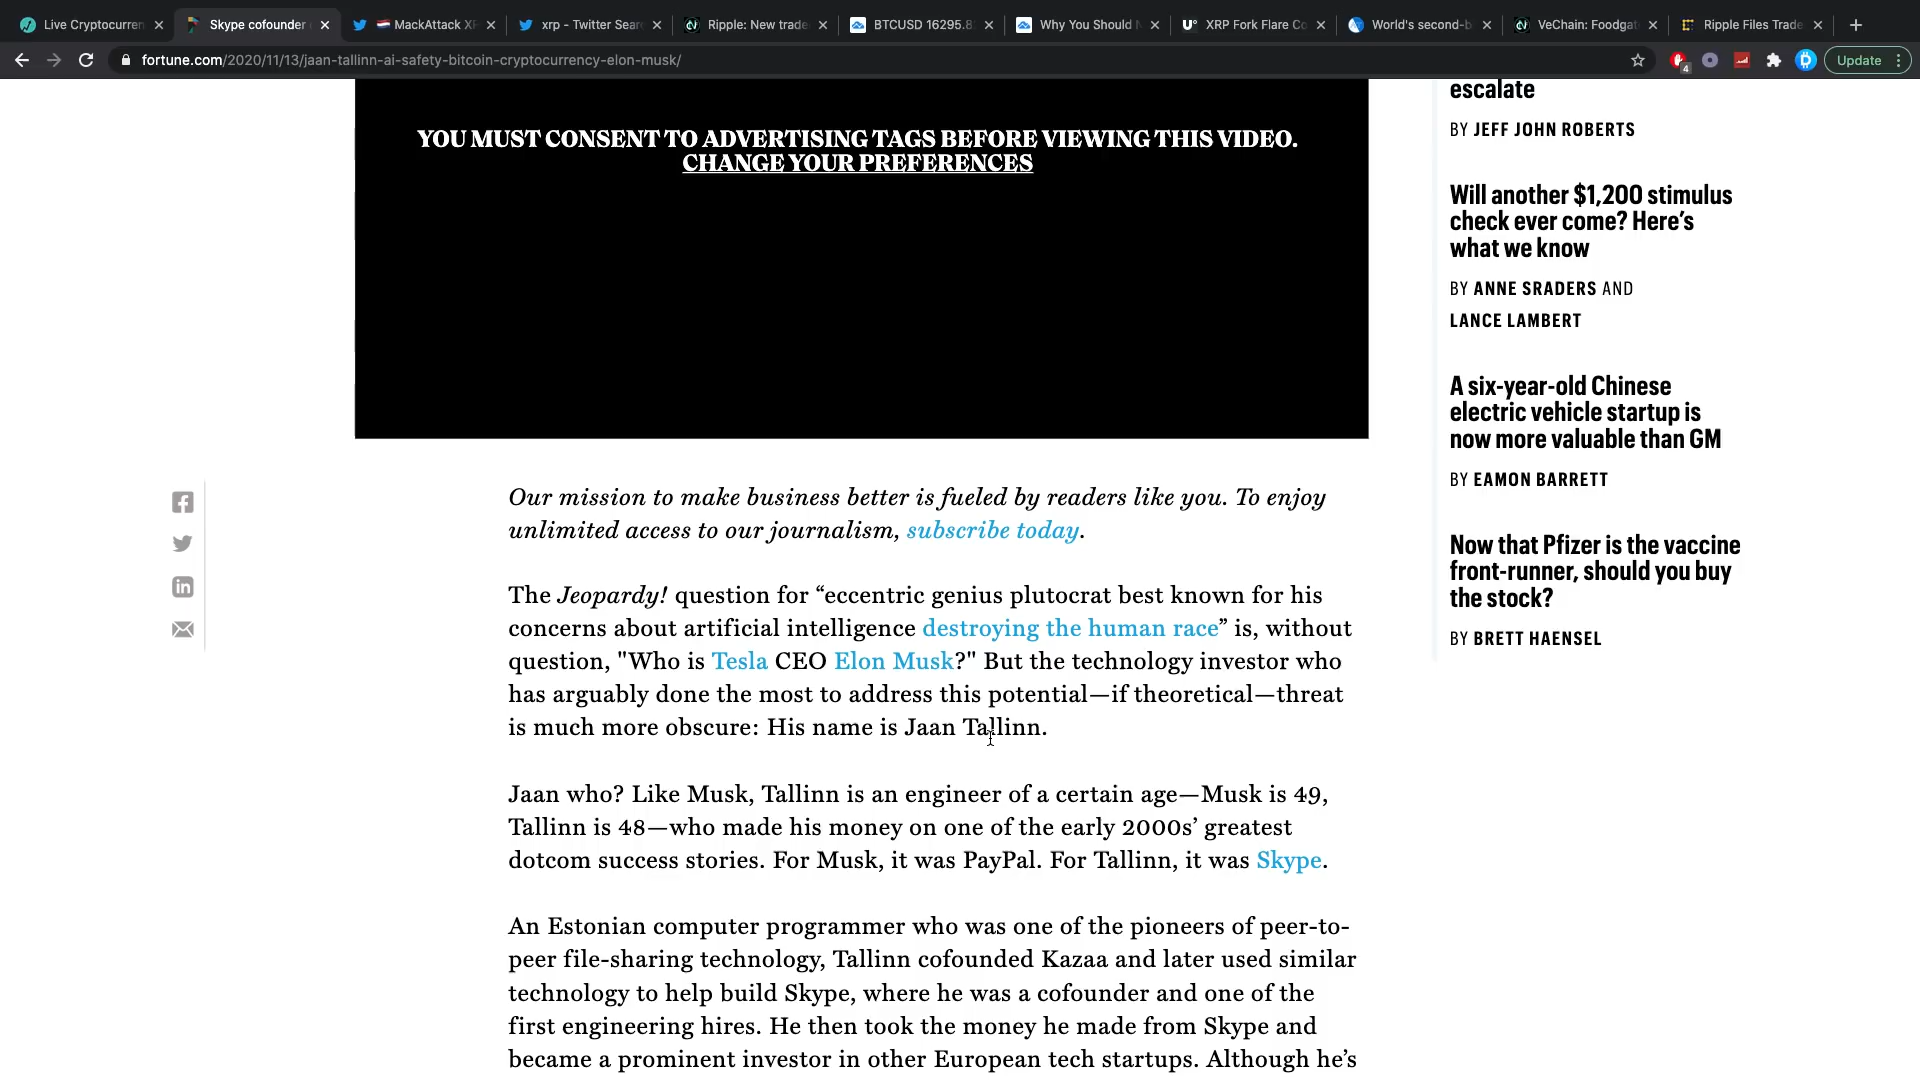 Live Cryptocurren
Skype cofounder
MackAttack XR
xrp - Twitter Sear
Ripple: New trade
BTCUSD 16295.8
Why You Should N
XRP Fork Flare Co
World's second-b
VeChain: Foodgat
Ripple Files Trade
fortune.com/2020/11/13/jaan-tallinn-ai-safety-bitcoin-cryptocurrency-elon-musk/
4
Update
YOU MUST CONSENT TO ADVERTISING TAGS BEFORE VIEWING THIS VIDEO.
CHANGE YOUR PREFERENCES
Our mission to make business better is fueled by readers like you. To enjoy
unlimited access to our journalism, subscribe today.
The Jeopardy! question for “eccentric genius plutocrat best known for his
concerns about artificial intelligence destroying the human race” is, without
question, "Who is Tesla CEO Elon Musk?" But the technology investor who
has arguably done the most to address this potential—if theoretical—threat
is much more obscure: His name is Jaan Tallinn.
Jaan who? Like Musk, Tallinn is an engineer of a certain age—Musk is 49,
Tallinn is 48—who made his money on one of the early 2000s’ greatest
dotcom success stories. For Musk, it was PayPal. For Tallinn, it was Skype.
An Estonian computer programmer who was one of the pioneers of peer-to-
peer file-sharing technology, Tallinn cofounded Kazaa and later used similar
technology to help build Skype, where he was a cofounder and one of the
first engineering hires. He then took the money he made from Skype and
became a prominent investor in other European tech startups. Although he’s
escalate
BY JEFF JOHN ROBERTS
Will another $1,200 stimulus
check ever come? Here’s
what we know
BY ANNE SRADERS AND
LANCE LAMBERT
A six-year-old Chinese
electric vehicle startup is
now more valuable than GM
BY EAMON BARRETT
Now that Pfizer is the vaccine
front-runner, should you buy
the stock?
BY BRETT HAENSEL